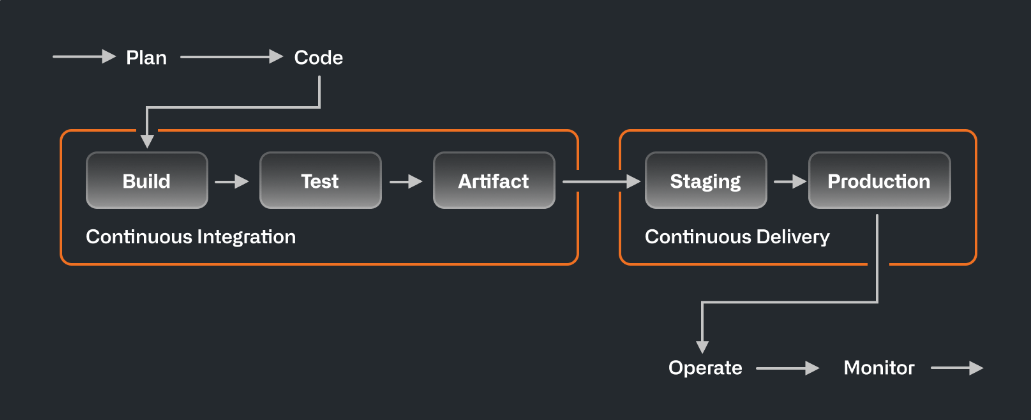 Plan
Code
Build
Test
Artifact
Staging
Production
Continuous Integration
Continuous Delivery
Operate
Monitor